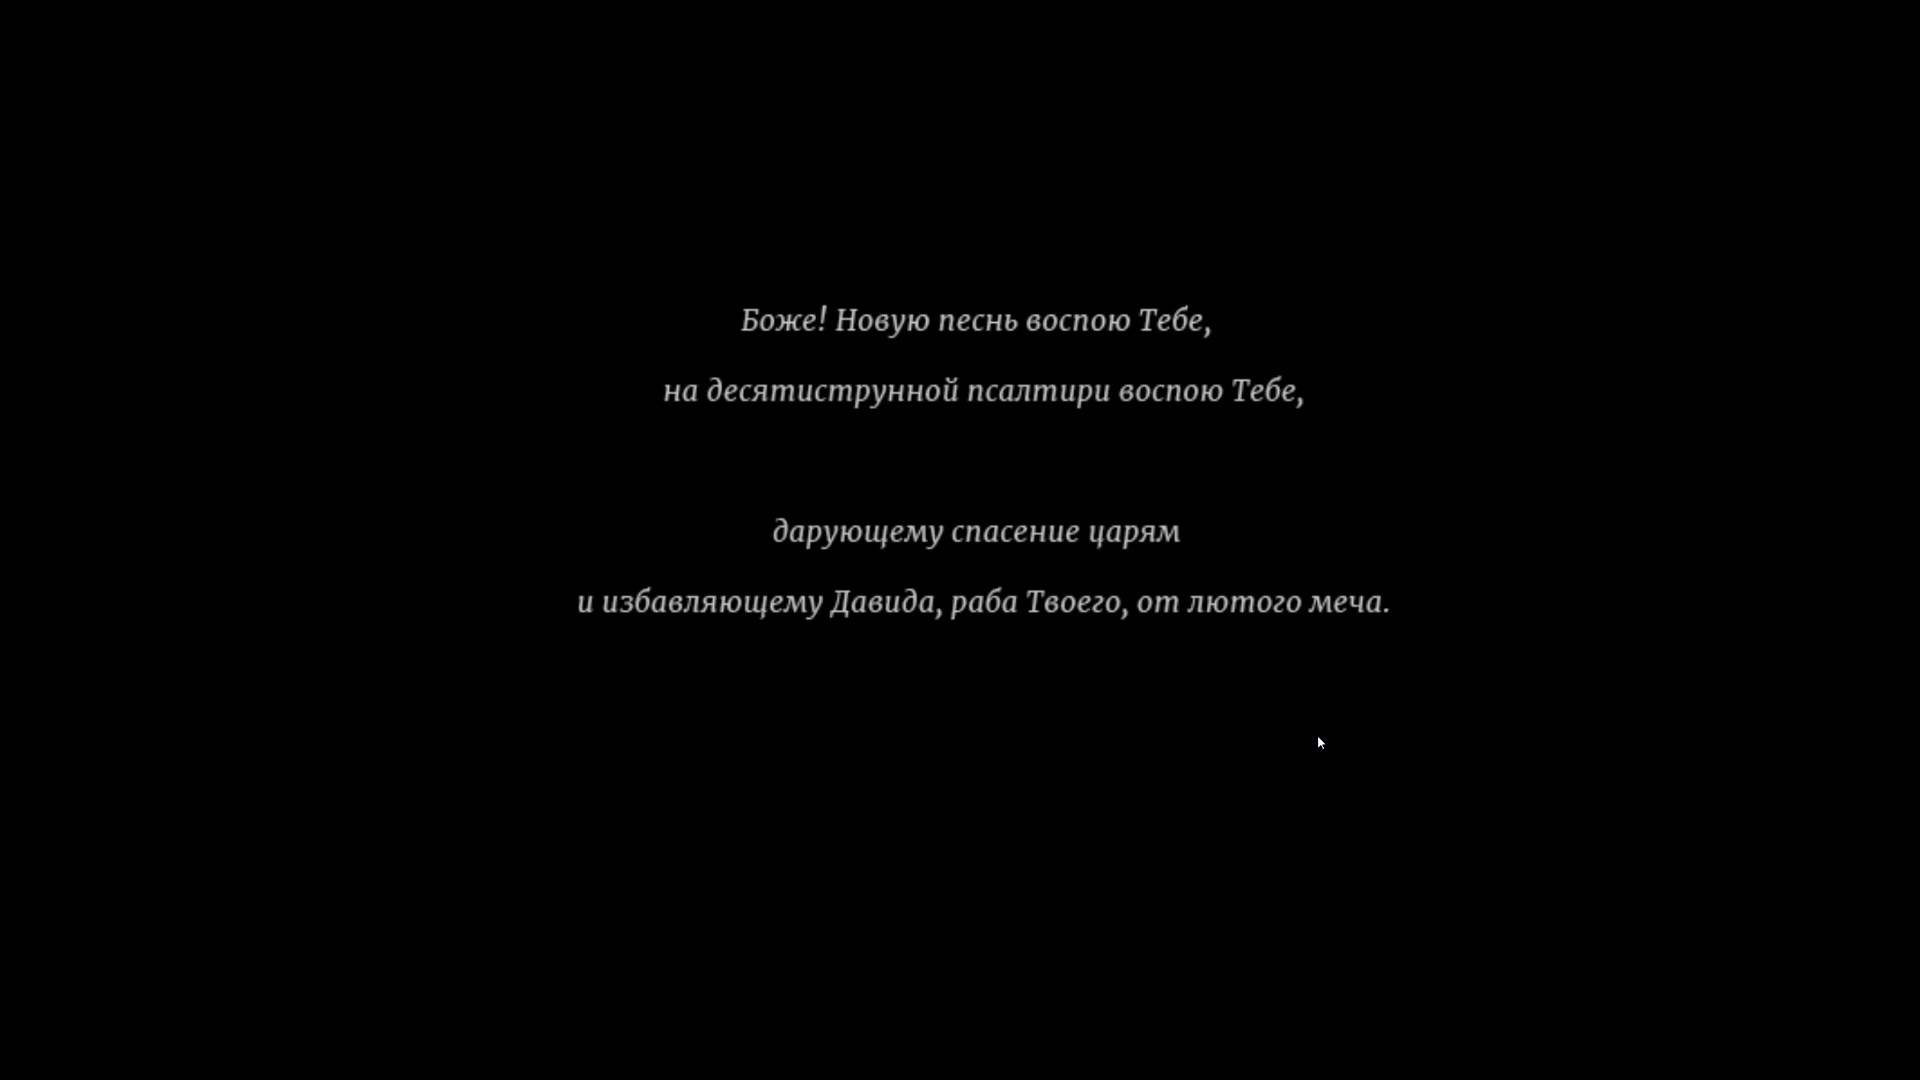 Боже! Новую песнь воспою Тебе,
на десятиструнной псалтири воспою Тебе,
дарующему спасение царям
и избавляющему Давида, раба Твоего, от лютого меча.